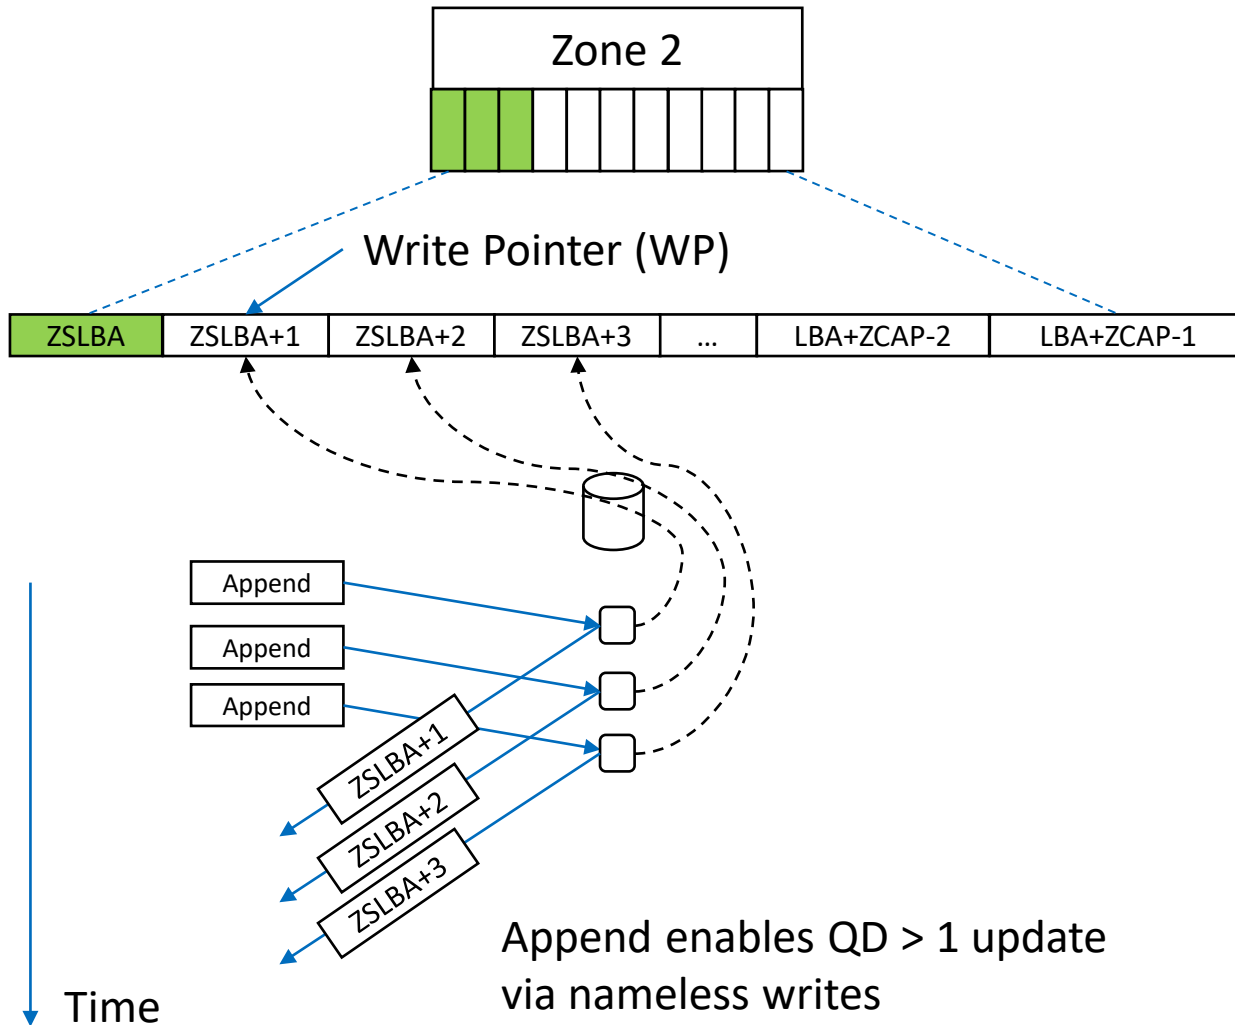 Zone 2
Write Pointer (WP)
ZSLBA ZSLBA+1 ZSLBA+2 ZSLBA+3 ... LBA+ZCAP-2 LBA+ZCAP-1
Append
Append
Append
ZSLBA+1
ZSLBA+2
ZSLBA+3
Append enables QD > 1 update
via nameless writes
Time